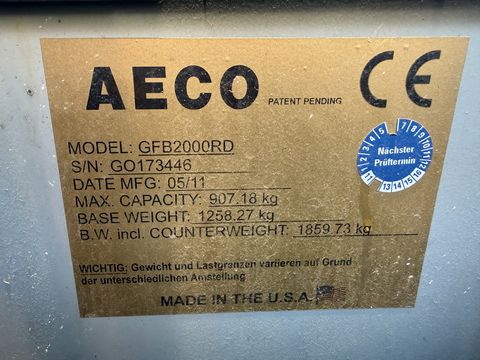 AECO
PATENT PENDING
CE
MODEL: GFB2000RD
S/N: GO173446
DATE MFG: 05/11
MAX. CAPACITY: 907.18 kg
BASE WEIGHT: 1258.27 kg
B.W. incl. COUNTERWEIGHT: 1859.73 kg
WICHTIG: Gewicht und Lastgrenzen variieren auf Grund
der unterschiedlichen Amstellung.
MADE IN THE U.S.A.
Nächster
Prüftermin